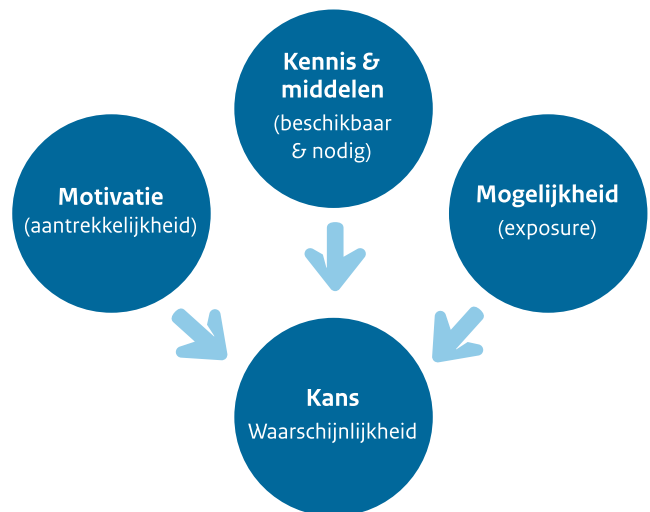 Kennis &
middelen
(beschikbaar
& nodig)
Motivatie
(aantrekkelijkheid)
Mogelijkheid
(exposure)
Kans
Waarschijnlijkheid